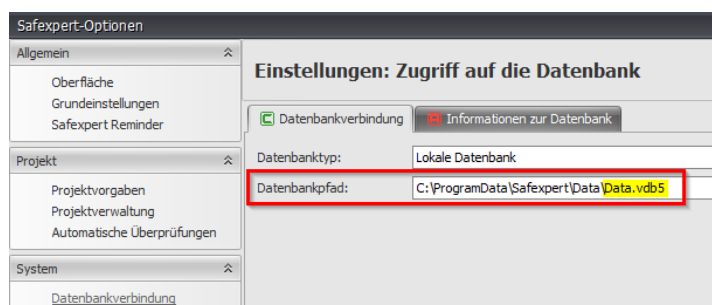 Safexpert-Optionen
Allgemein
Oberfläche
Grundeinstellungen
Safexpert Reminder
Projekt
Projektvorgaben
Projektverwaltung
Automatische Überprüfungen
System
Datenbankverbindung
Einstellungen: Zugriff auf die Datenbank
Datenbankverbindung
Informationen zur Datenbank
Datenbanktyp: Lokale Datenbank
Datenbankpfad: C:\ProgramData\Safexpert\Data\Data.vdb5